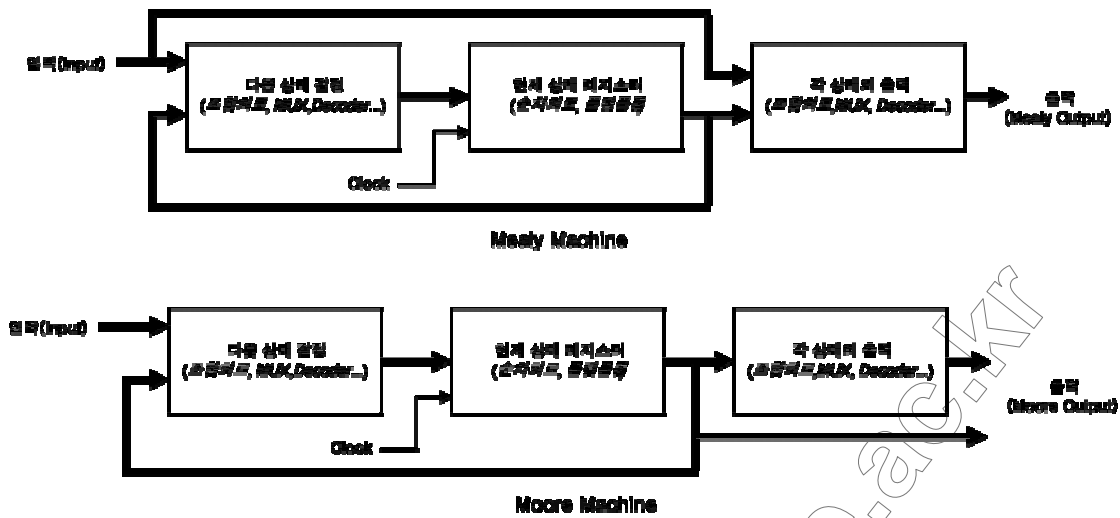 입력(Input)
다음 상태 결정
(조합회로, MUX,Decoder...)
현재 상태 레지스터
(순차회로, 플립플롭)
각 상태의 출력
(조합회로,MUX, Decoder...)
출력
(Mealy Output)
Clock
Mealy Machine
입력(Input)
다음 상태 결정
(조합회로, MUX,Decoder...)
현재 상태 레지스터
(순차회로, 플립플롭)
각 상태의 출력
(조합회로,MUX, Decoder...)
출력
(Moore Output)
Clock
Moore Machine
.ac.kr